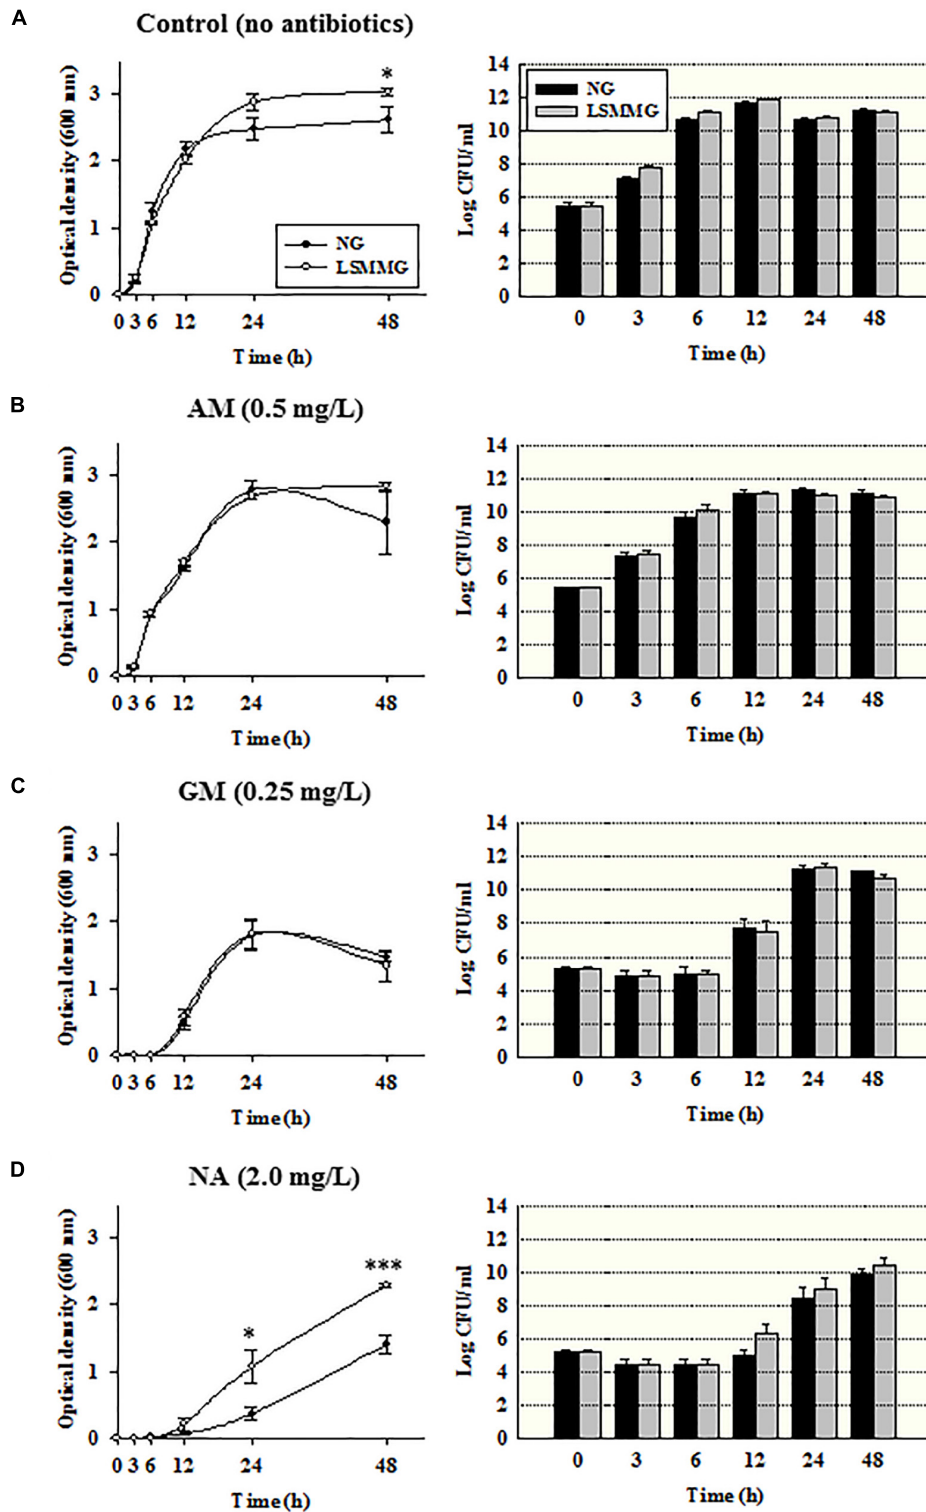 A
Control (no antibiotics)
Optical density (600 nm)
3
2
1
0
*
NG
LSMMG
0 3 6 12 24 48
Time (h)
Log CFU/ml
14
12
10
8
6
4
2
0
NG
LSMMG
0 3 6 12 24 48
Time (h)
B
AM (0.5 mg/L)
Optical density (600 nm)
3
2
1
0
0 3 6 12 24 48
Time (h)
Log CFU/ml
14
12
10
8
6
4
2
0
0 3 6 12 24 48
Time (h)
C
GM (0.25 mg/L)
Optical density (600 nm)
3
2
1
0
0 3 6 12 24 48
Time (h)
Log CFU/ml
14
12
10
8
6
4
2
0
0 3 6 12 24 48
Time (h)
D
NA (2.0 mg/L)
Optical density (600 nm)
3
2
1
0
*
***
0 3 6 12 24 48
Time (h)
Log CFU/ml
14
12
10
8
6
4
2
0
0 3 6 12 24 48
Time (h)